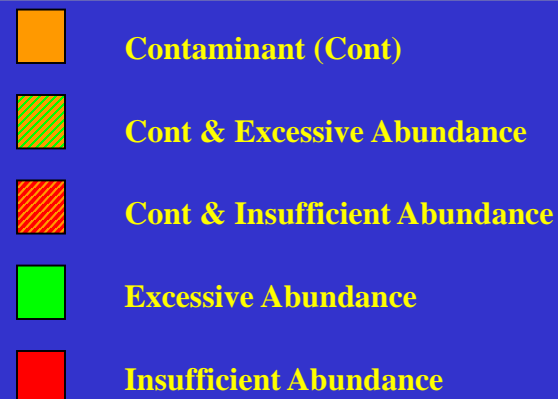 Contaminant (Cont)
Cont & Excessive Abundance
Cont & Insufficient Abundance
Excessive Abundance
Insufficient Abundance